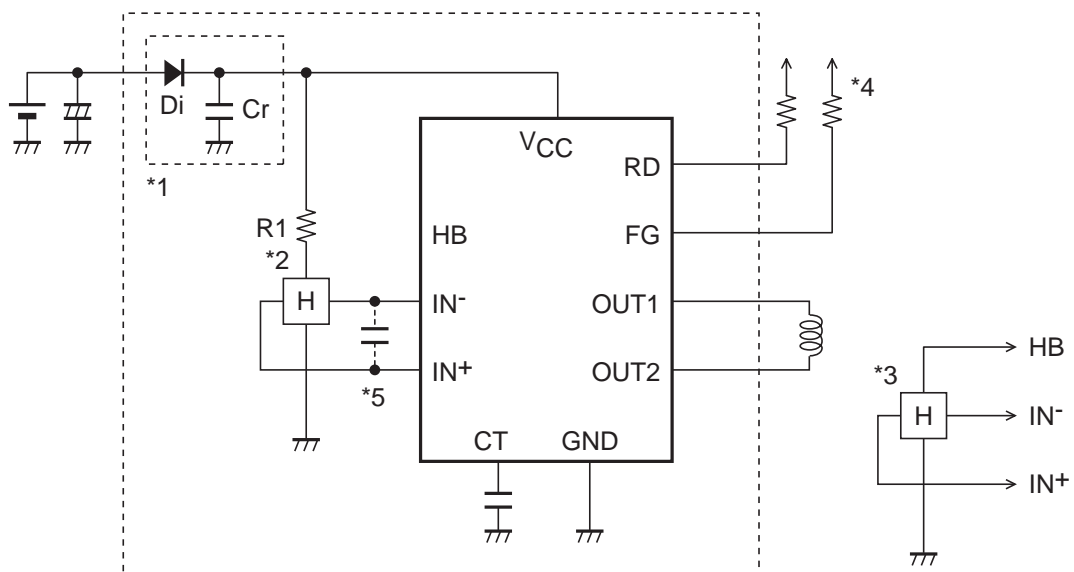 *4
Di
Cr
VCC
RD
*1
R1
HB
FG
*2
H
IN-
OUT1
IN+
OUT2
*5
HB
*3
H
IN-
CT
GND
IN+